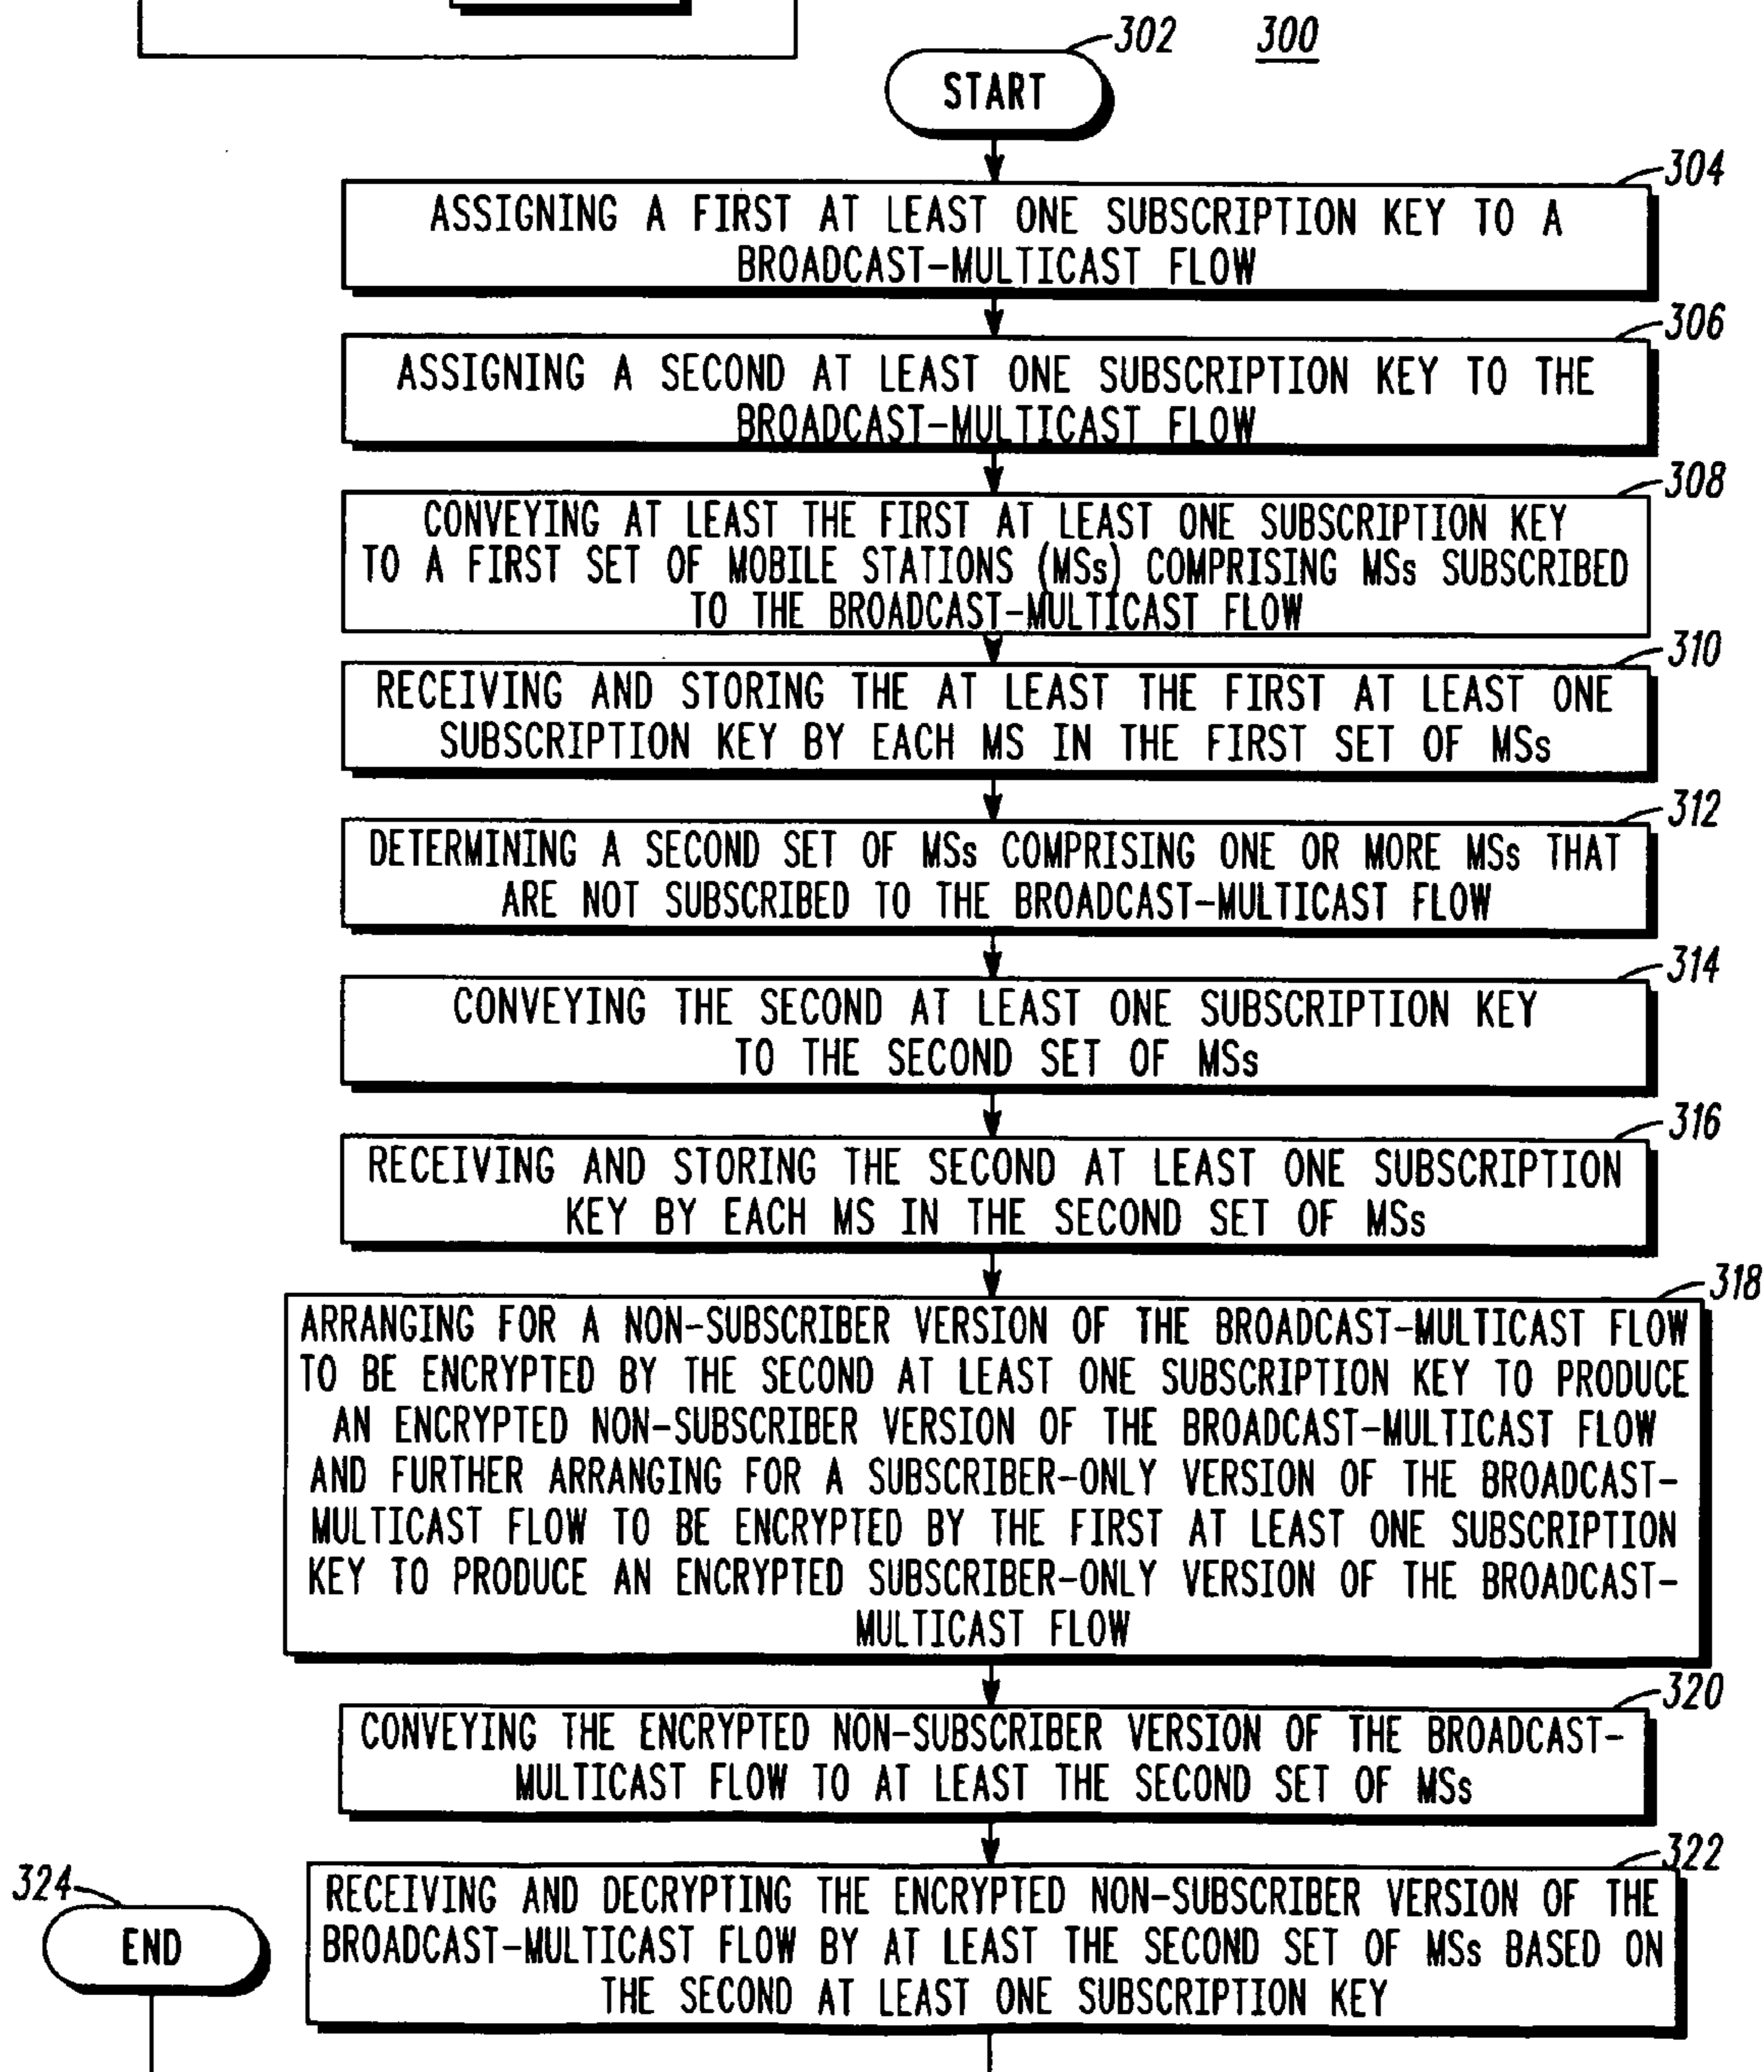 302
300
START
304
ASSIGNING A FIRST AT LEAST ONE SUBSCRIPTION KEY TO A
BROADCAST-MULTICAST FLOW
306
ASSIGNING A SECOND AT LEAST ONE SUBSCRIPTION KEY TO THE
BROADCAST-MULTICAST FLOW
308
CONVEYING AT LEAST THE FIRST AT LEAST ONE SUBSCRIPTION KEY
TO A FIRST SET OF MOBILE STATIONS (MSs) COMPRISING MSs SUBSCRIBED
TO THE BROADCAST-MULTICAST FLOW
310
RECEIVING AND STORING THE AT LEAST THE FIRST AT LEAST ONE
SUBSCRIPTION KEY BY EACH MS IN THE FIRST SET OF MSs
312
DETERMINING A SECOND SET OF MSs COMPRISING ONE OR MORE MSs THAT
ARE NOT SUBSCRIBED TO THE BROADCAST-MULTICAST FLOW
314
CONVEYING THE SECOND AT LEAST ONE SUBSCRIPTION KEY
TO THE SECOND SET OF MSs
316
RECEIVING AND STORING THE SECOND AT LEAST ONE SUBSCRIPTION
KEY BY EACH MS IN THE SECOND SET OF MSs
318
ARRANGING FOR A NON-SUBSCRIBER VERSION OF THE BROADCAST-MULTICAST FLOW
TO BE ENCRYPTED BY THE SECOND AT LEAST ONE SUBSCRIPTION KEY TO PRODUCE
AN ENCRYPTED NON-SUBSCRIBER VERSION OF THE BROADCAST-MULTICAST FLOW
AND FURTHER ARRANGING FOR A SUBSCRIBER-ONLY VERSION OF THE BROADCAST-
MULTICAST FLOW TO BE ENCRYPTED BY THE FIRST AT LEAST ONE SUBSCRIPTION
KEY TO PRODUCE AN ENCRYPTED SUBSCRIBER-ONLY VERSION OF THE BROADCAST-
MULTICAST FLOW
320
CONVEYING THE ENCRYPTED NON-SUBSCRIBER VERSION OF THE BROADCAST-
MULTICAST FLOW TO AT LEAST THE SECOND SET OF MSs
322
RECEIVING AND DECRYPTING THE ENCRYPTED NON-SUBSCRIBER VERSION OF THE
BROADCAST-MULTICAST FLOW BY AT LEAST THE SECOND SET OF MSs BASED ON
THE SECOND AT LEAST ONE SUBSCRIPTION KEY
324
END